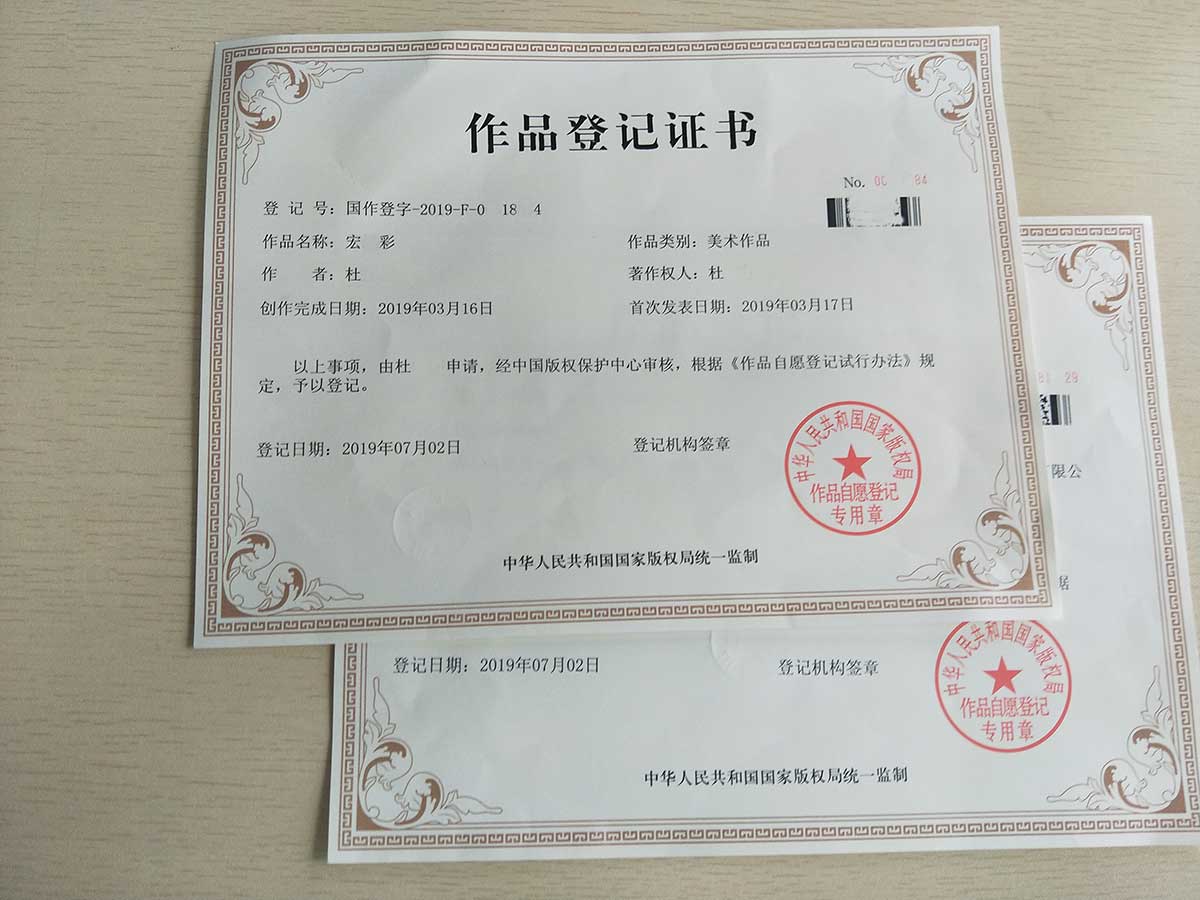 作品登记证书
No. 00 84
登 记 号：国作登字-2019-F-0 18 4
作品名称：宏 彩 作品类别：美术作品
作 者：杜 著作权人：杜
创作完成日期：2019年03月16日 首次发表日期：2019年03月17日
以上事项，由杜 申请，经中国版权保护中心审核，根据《作品自愿登记试行办法》规
定，予以登记。
登记日期：2019年07月02日 登记机构签章
中华人民共和国国家版权局
作品自愿登记
专用章
中华人民共和国国家版权局统一监制
29
有限公
据
登记日期：2019年07月02日 登记机构签章
中华人民共和国国家版权局
作品自愿登记
专用章
中华人民共和国国家版权局统一监制